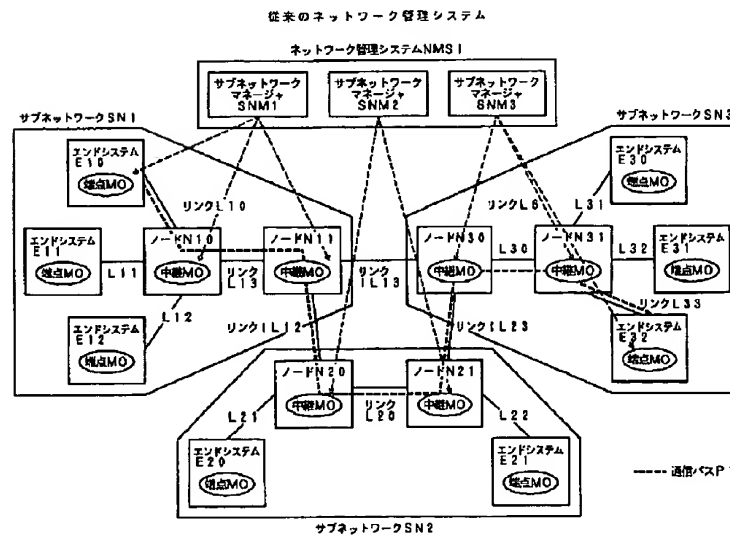 従来のネットワーク管理システム
ネットワーク管理システムNMS1
サブネットワーク
マネージャ
SNM1
サブネットワーク
マネージャ
SNM2
サブネットワーク
マネージャ
SNM3
サブネットワークSN1
サブネットワークSN3
エンドシステム
E10
端点MO
エンドシステム
E30
端点MO
リンクL10
リンクL6
L31
エンドシステム
E11
端点MO
L11
ノードN10
中継MO
リンク
L13
ノードN11
中継MO
リンク
IL13
ノードN30
中継MO
L30
ノードN31
中継MO
L32
エンドシステム
E31
端点MO
L12
エンドシステム
E12
端点MO
リンクIL12
リンクIL23
リンクL33
エンドシステム
E32
端点MO
ノードN20
中継MO
リンク
L20
ノードN21
中継MO
L21
L22
エンドシステム
E20
端点MO
エンドシステム
E21
端点MO
通信パスP
サブネットワークSN2